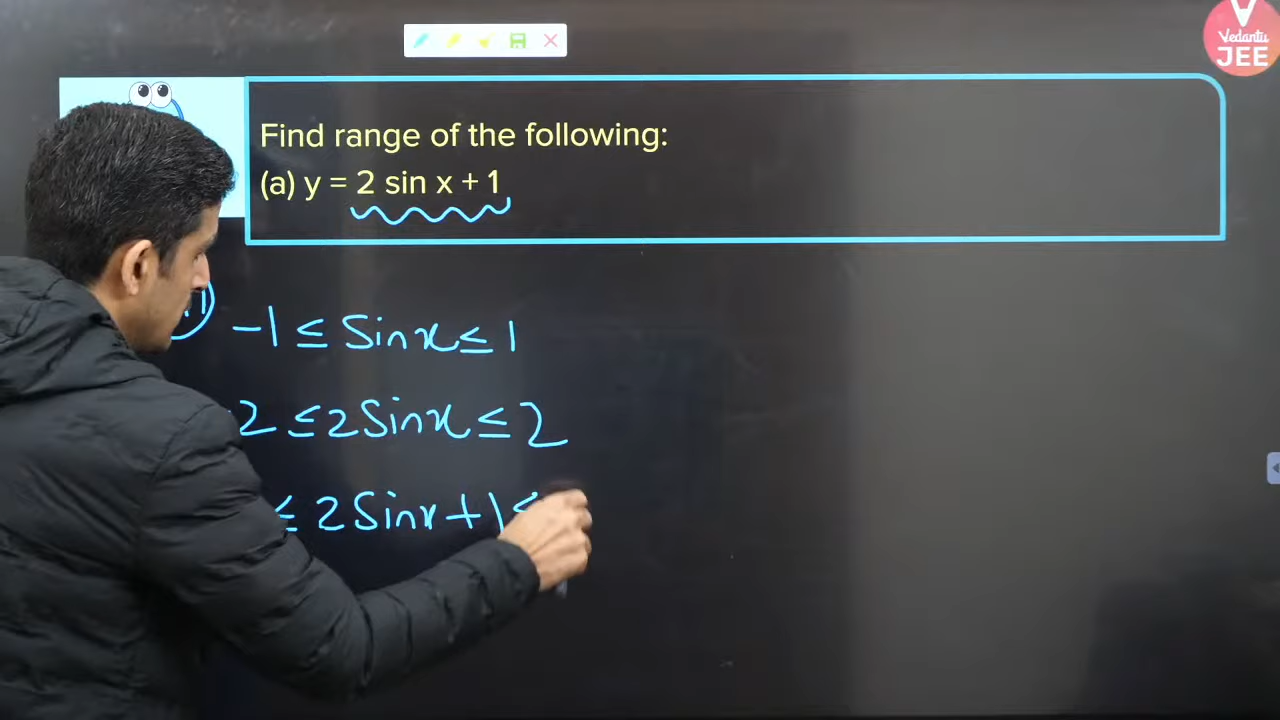 Vedantu
JEE
Find range of the following:
(a) y = 2 sin x + 1
-1 ≤ Sinx ≤ 1
2 ≤ 2Sinx ≤ 2
≤ 2Sinx + 1 ≤